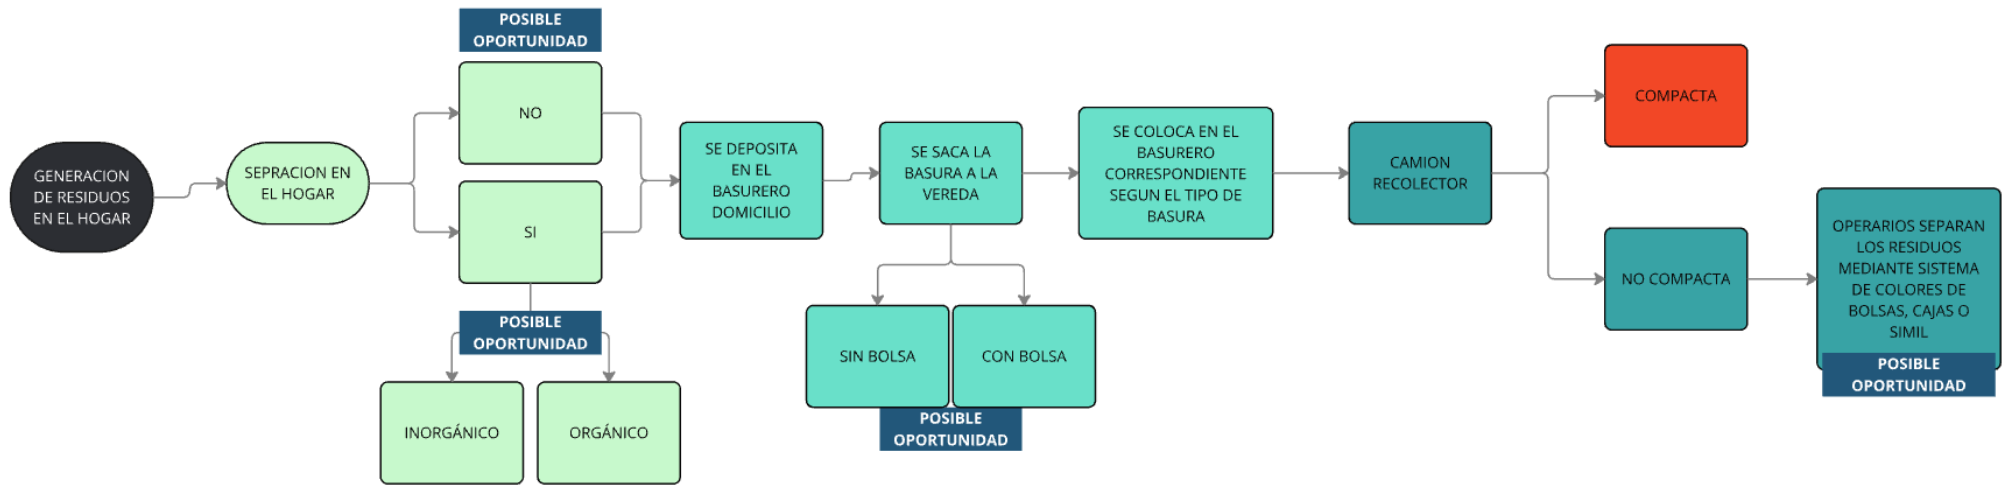 GENERACION
DE RESIDUOS
EN EL HOGAR
SEPRACION EN
EL HOGAR
POSIBLE
OPORTUNIDAD
NO
SI
POSIBLE
OPORTUNIDAD
INORGÁNICO
ORGÁNICO
SE DEPOSITA
EN EL
BASURERO
DOMICILIO
SE SACA LA
BASURA A LA
VEREDA
SIN BOLSA
CON BOLSA
POSIBLE
OPORTUNIDAD
SE COLOCA EN EL
BASURERO
CORRESPONDIENTE
SEGUN EL TIPO DE
BASURA
CAMION
RECOLECTOR
COMPACTA
NO COMPACTA
OPERARIOS SEPARAN
LOS RESIDUOS
MEDIANTE SISTEMA
DE COLORES DE
BOLSAS, CAJAS O
SIMIL
POSIBLE
OPORTUNIDAD